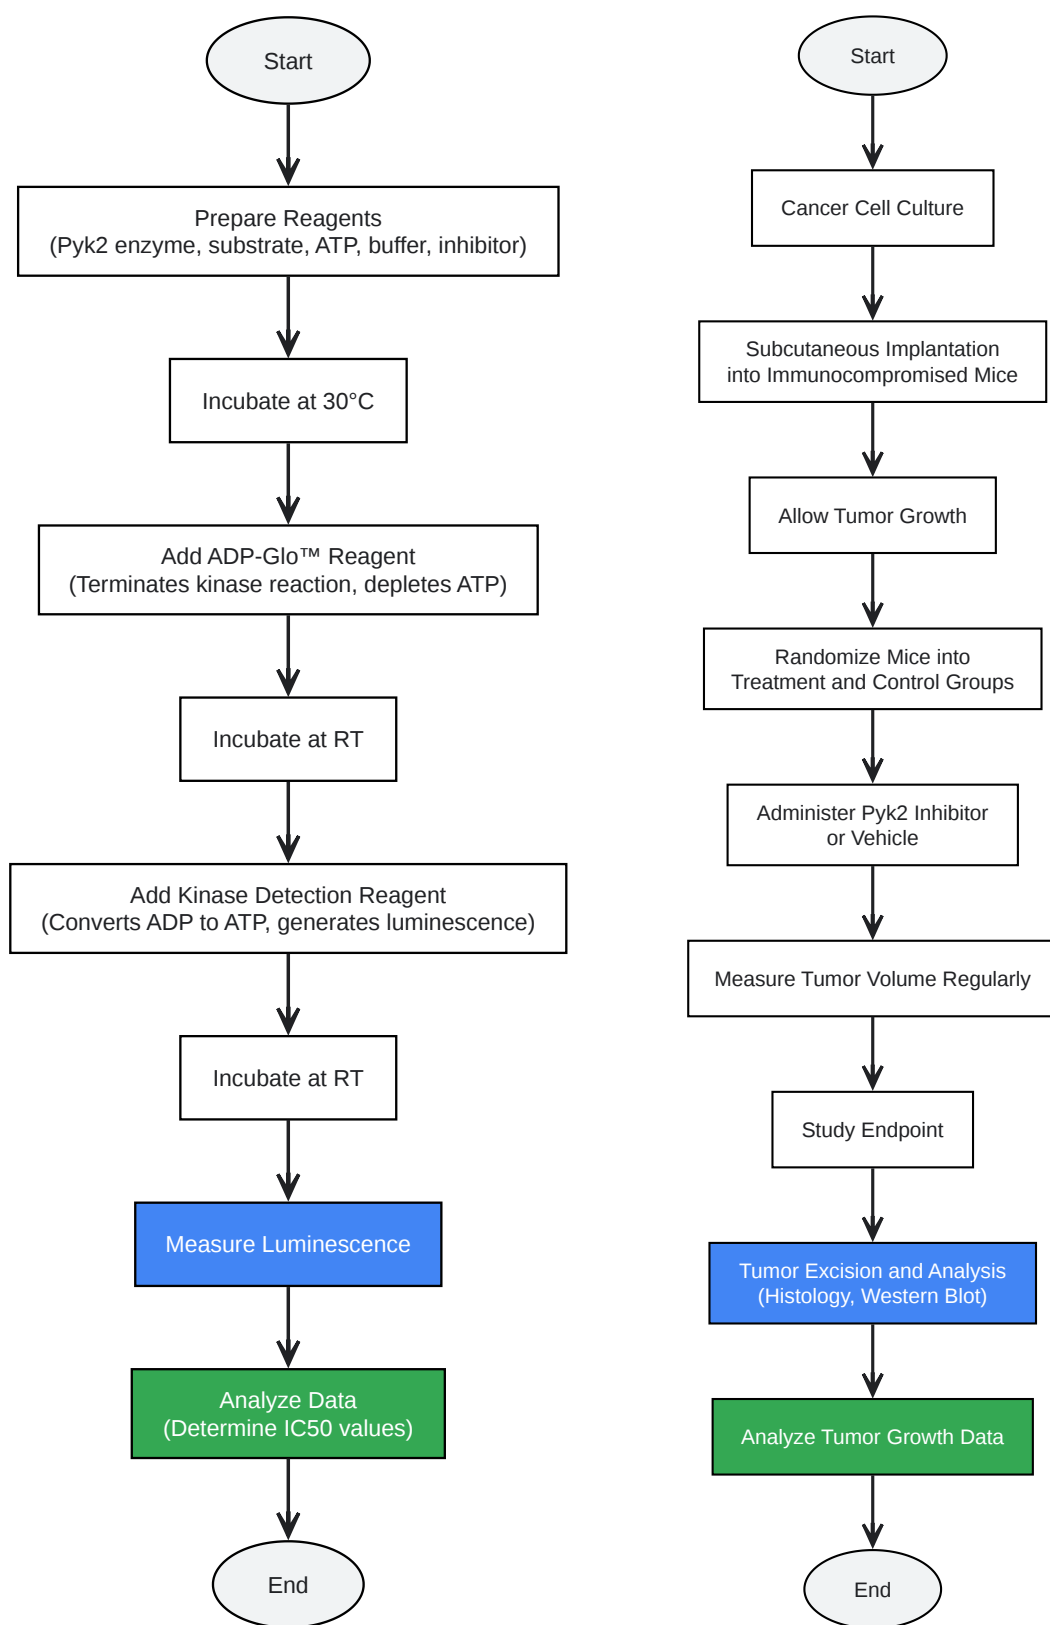 Start
Prepare Reagents
(Pyk2 enzyme, substrate, ATP, buffer, inhibitor)
Incubate at 30°C
Add ADP-Glo™ Reagent
(Terminates kinase reaction, depletes ATP)
Incubate at RT
Add Kinase Detection Reagent
(Converts ADP to ATP, generates luminescence)
Incubate at RT
Measure Luminescence
Analyze Data
(Determine IC50 values)
End
Start
Cancer Cell Culture
Subcutaneous Implantation
into Immunocompromised Mice
Allow Tumor Growth
Randomize Mice into
Treatment and Control Groups
Administer Pyk2 Inhibitor
or Vehicle
Measure Tumor Volume Regularly
Study Endpoint
Tumor Excision and Analysis
(Histology, Western Blot)
Analyze Tumor Growth Data
End